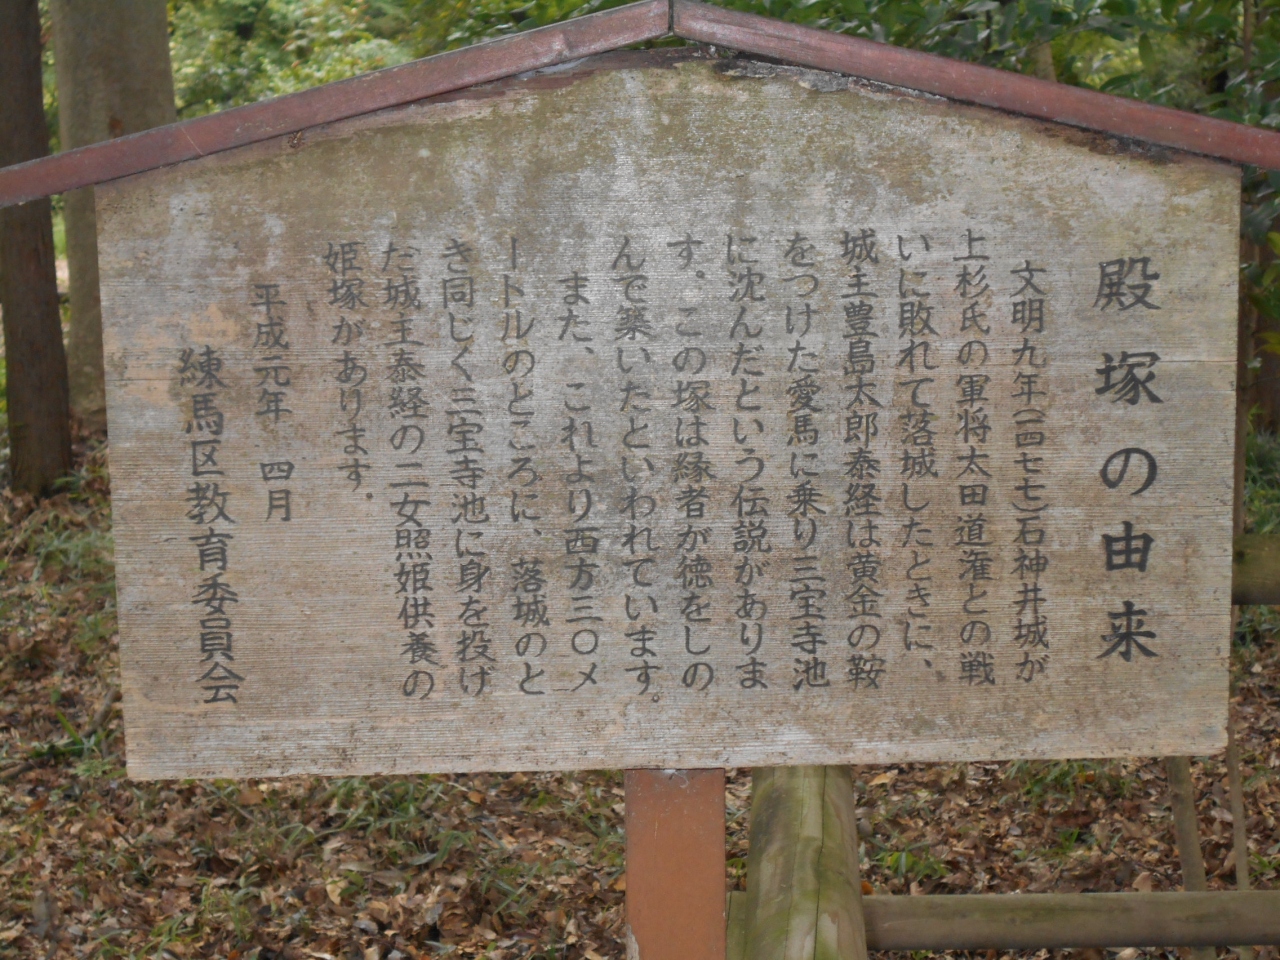 殿塚の由来
文明九年(一四七七)石神井城が
上杉氏の軍将太田道潅との戦
いに敗れて落城したときに、
城主豊島太郎泰経は黄金の鞍
をつけた愛馬に乗り三宝寺池
に沈んだという伝説がありま
す。この塚は縁者が徳をしの
んで築いたといわれています。
また、これより西方三〇メ
ートルのところに、落城のと
き同じく三宝寺池に身を投げ
た城主泰経の二女照姫供養の
姫塚があります。
平成元年 四月
練馬区教育委員会